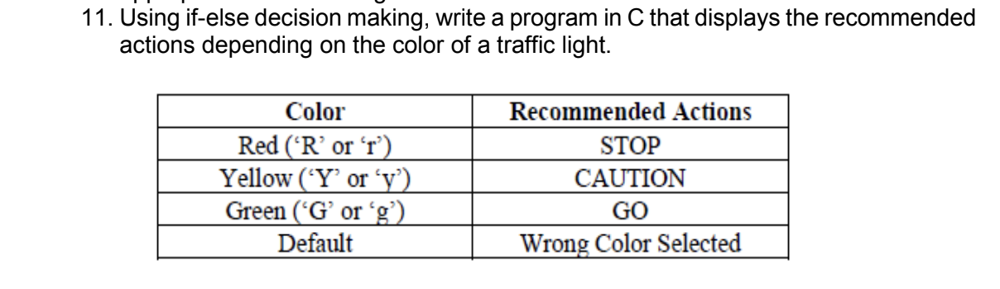 11. Using if-else decision making, write a program in C that displays the recommended
actions depending on the color of a traffic light.
Color Recommended Actions
Red (‘R’ or ‘r’) STOP
Yellow (‘Y’ or ‘y’) CAUTION
Green (‘G’ or ‘g’) GO
Default Wrong Color Selected